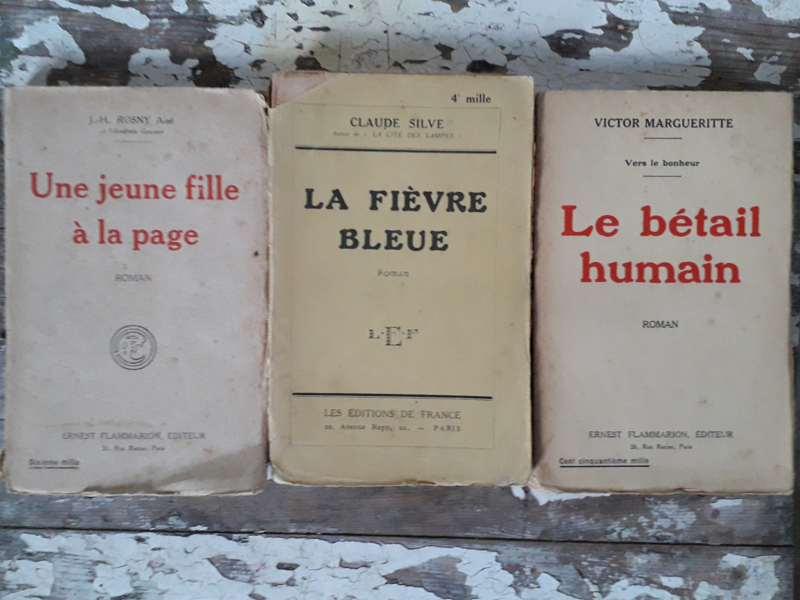 J.-H. ROSNY Aîné
de l'Académie Goncourt
Une jeune fille
à la page
ROMAN
ERNEST FLAMMARION, ÉDITEUR
26, Rue Racine, Paris
Sixième mille
4e mille
CLAUDE SILVE
Auteur de "LA CITÉ DES LAMPES"
LA FIÈVRE
BLEUE
Roman
L·E·F
LES ÉDITIONS DE FRANCE
20, Avenue Rapp, 20. — PARIS
VICTOR MARGUERITTE
Vers le bonheur
Le bétail
humain
ROMAN
ERNEST FLAMMARION, ÉDITEUR
26, Rue Racine, Paris
Cent cinquantième mille